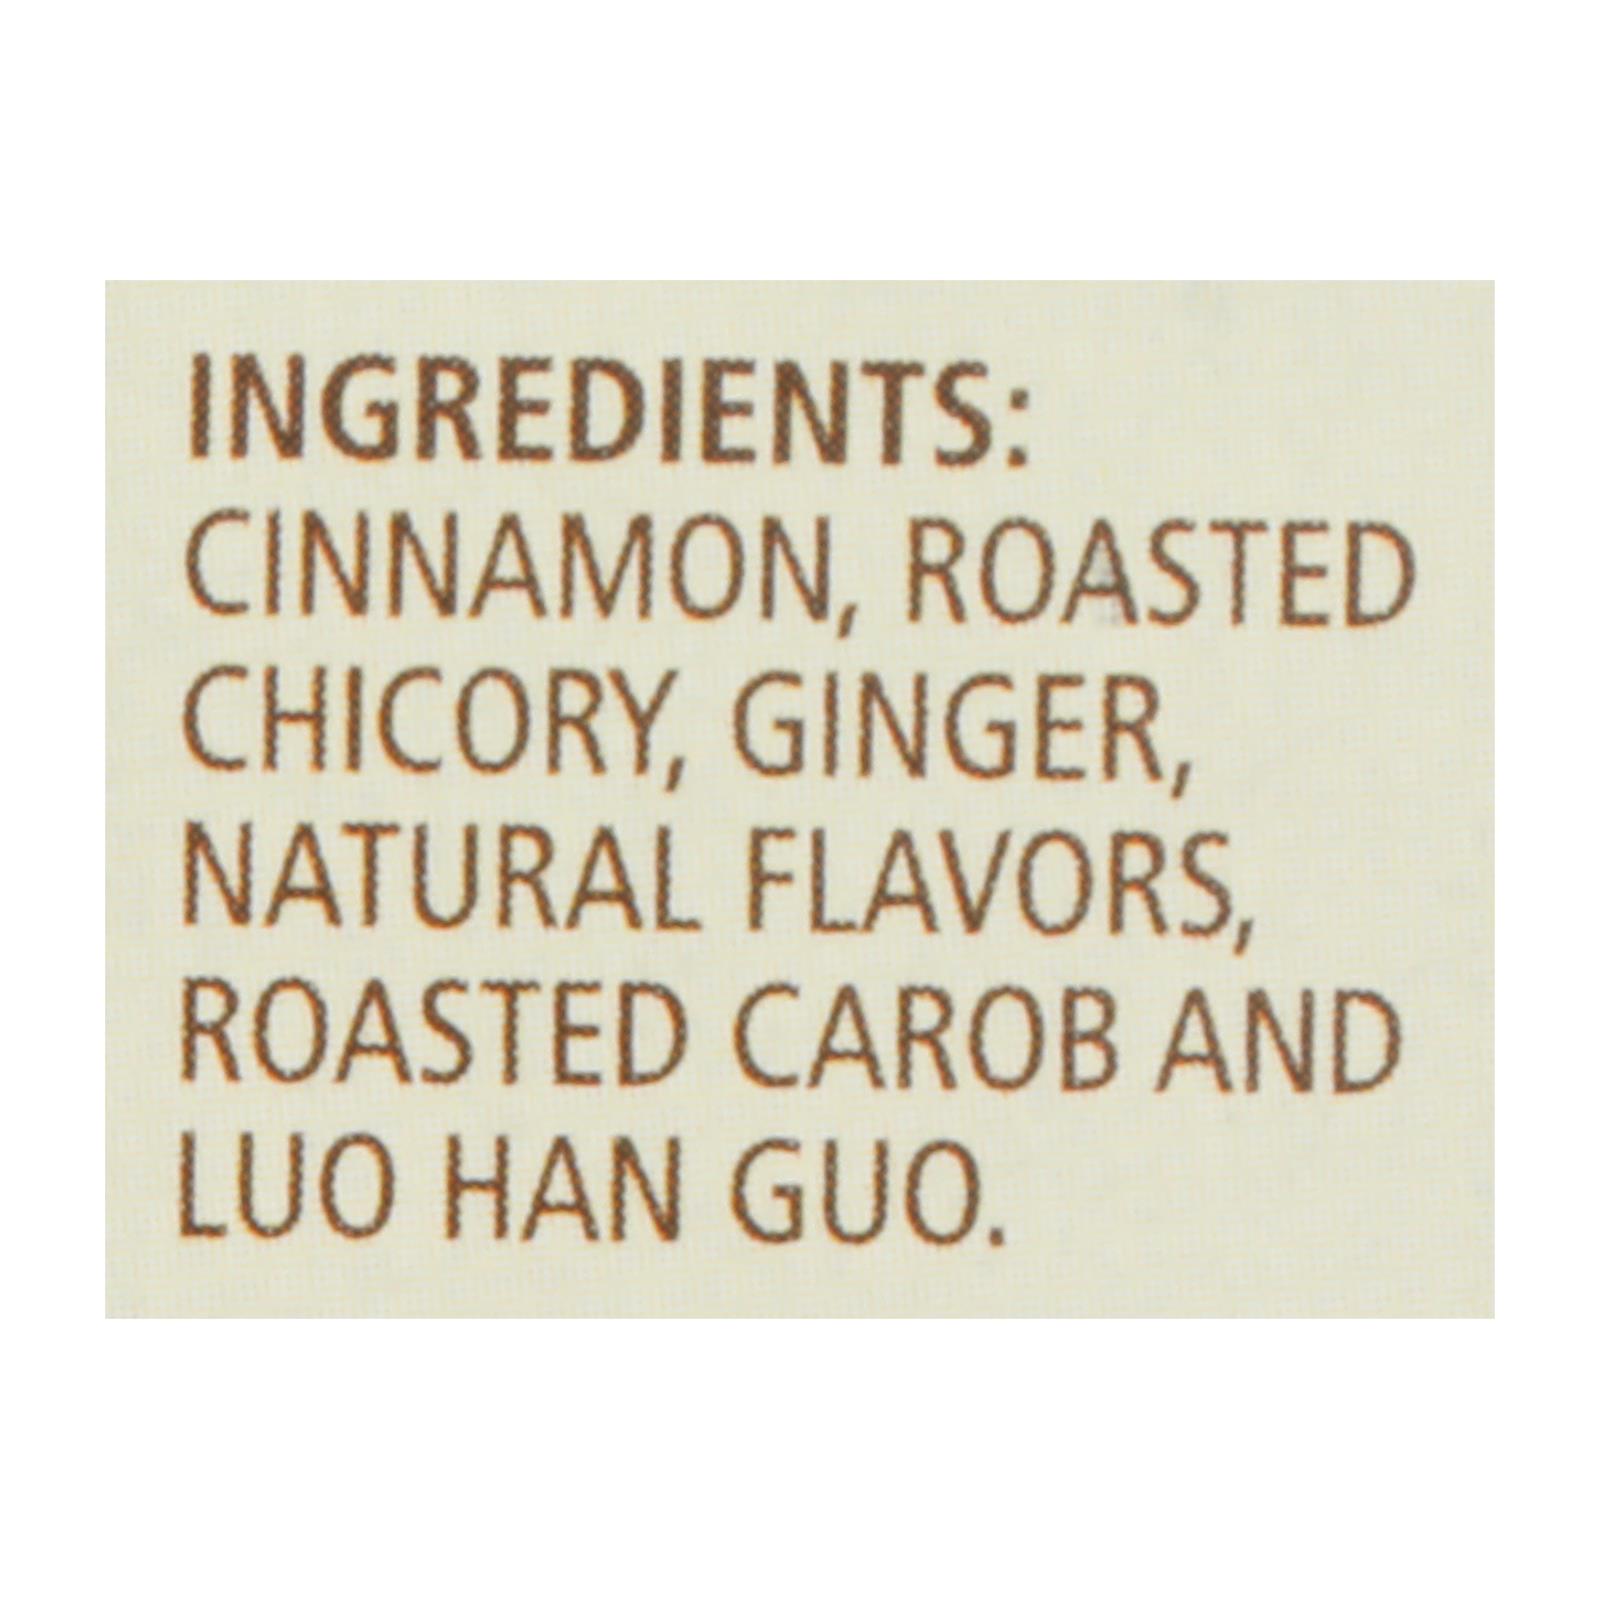 INGREDIENTS:
CINNAMON, ROASTED
CHICORY, GINGER,
NATURAL FLAVORS,
ROASTED CAROB AND
LUO HAN GUO.